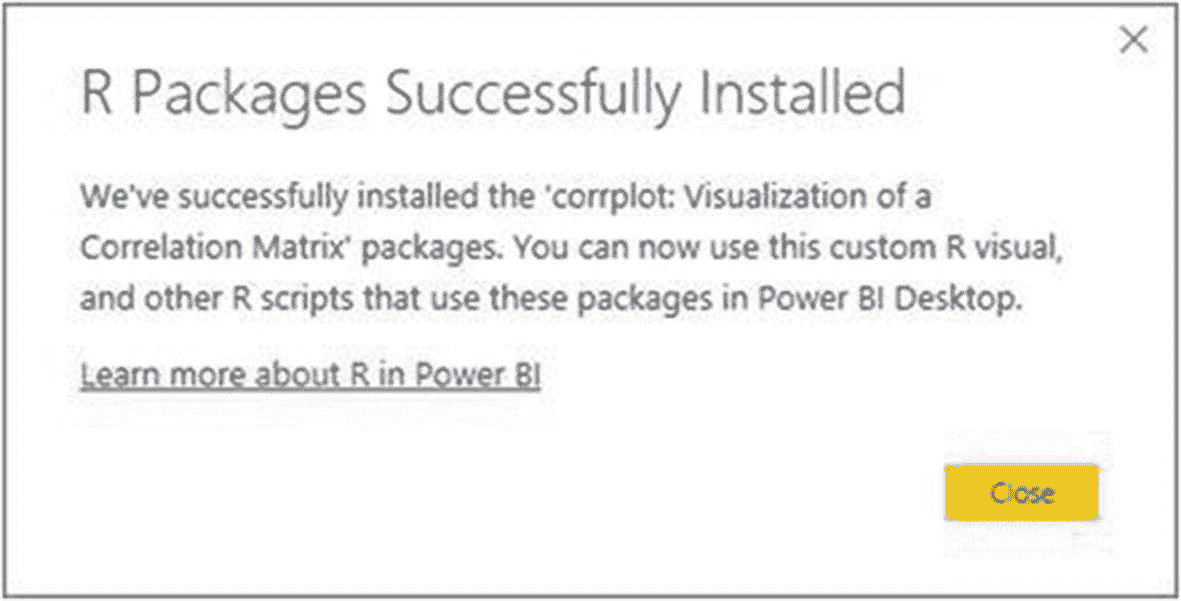 R Packages Successfully Installed
We've successfully installed the 'corrplot: Visualization of a
Correlation Matrix' packages. You can now use this custom R visual,
and other R scripts that use these packages in Power BI Desktop.
Learn more about R in Power BI
Close